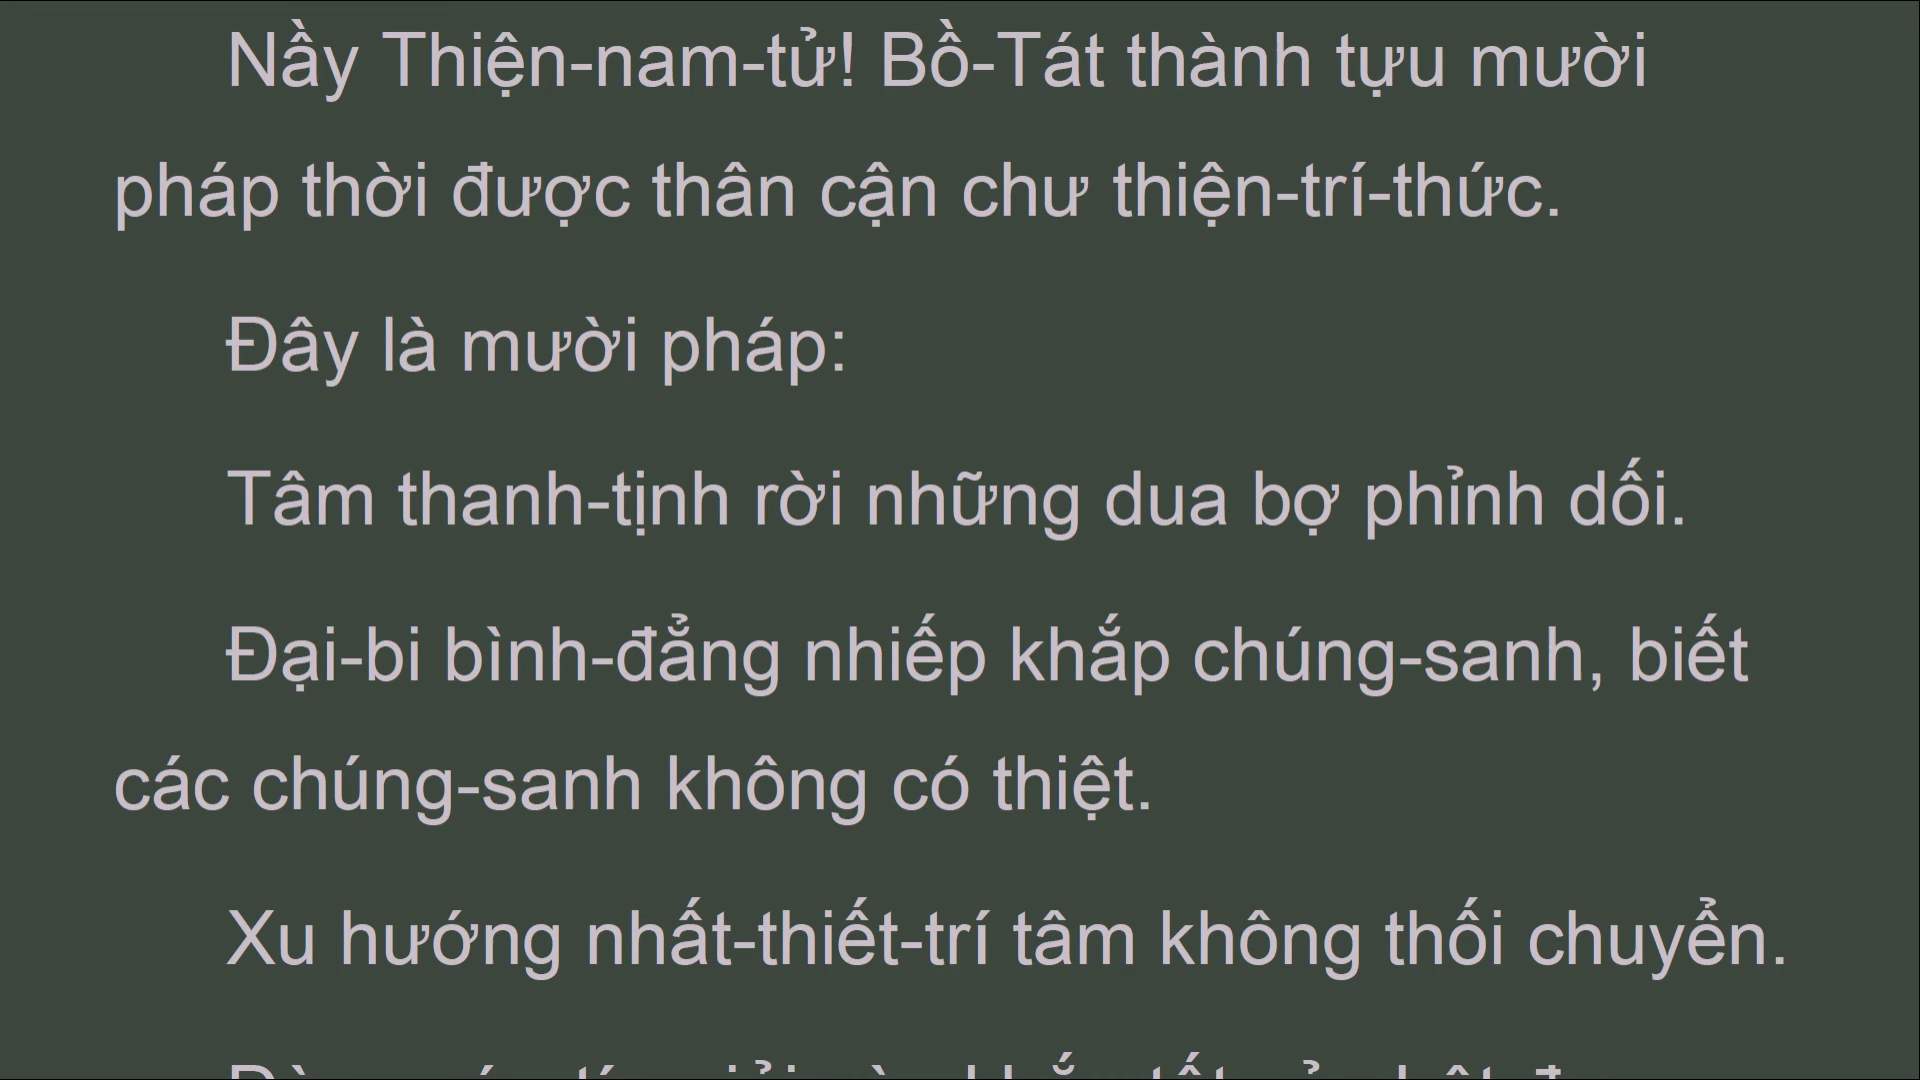 Nầy Thiện-nam-tử! Bồ-Tát thành tựu mười
pháp thời được thân cận chư thiện-trí-thức.
Đây là mười pháp:
Tâm thanh-tịnh rời những dua bợ phỉnh dối.
Đại-bi bình-đẳng nhiếp khắp chúng-sanh, biết
các chúng-sanh không có thiệt.
Xu hướng nhất-thiết-trí tâm không thối chuyển.